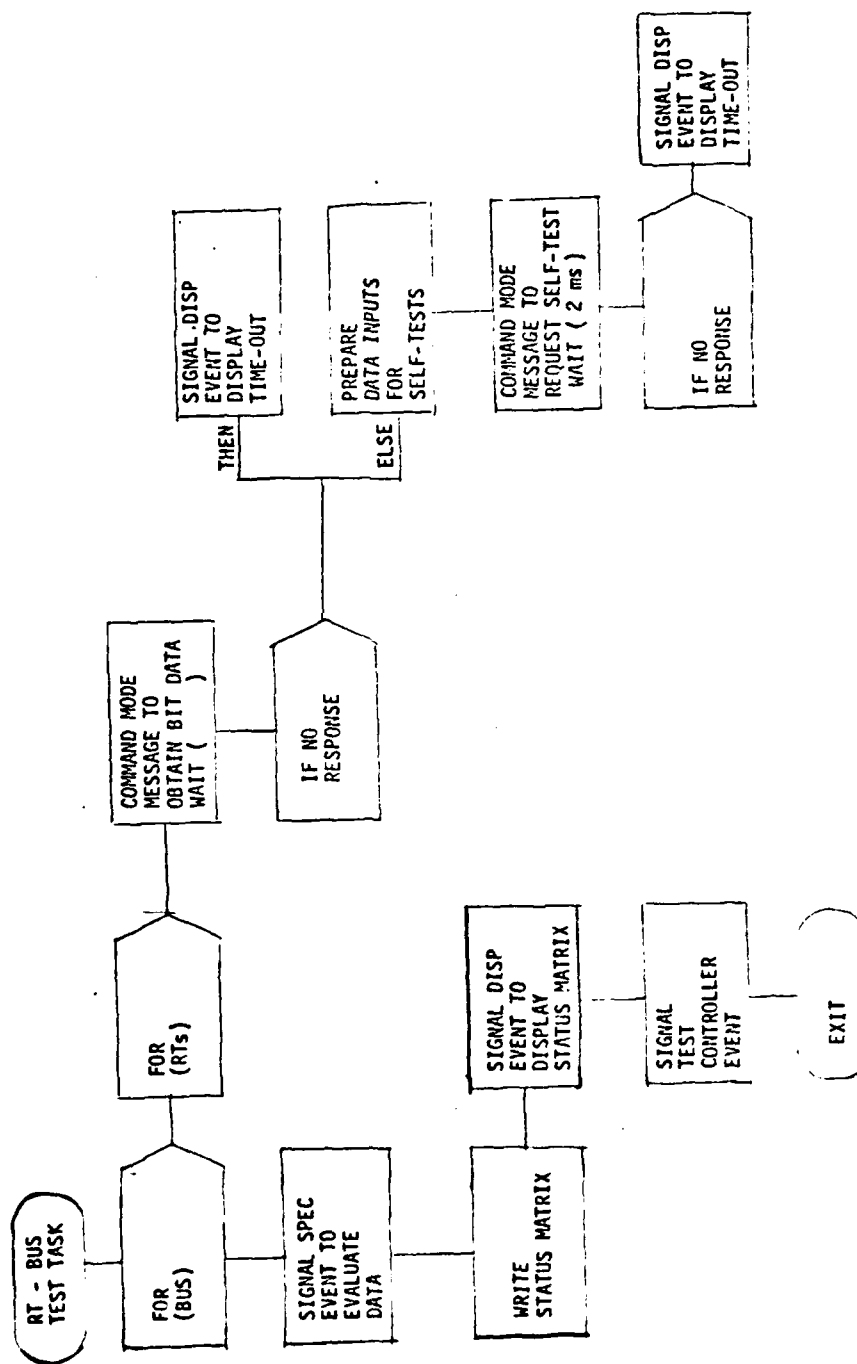 RT - BUS
TEST TASK
FOR
(BUS)
FOR
(RTs)
COMMAND MODE
MESSAGE TO
OBTAIN BIT DATA
WAIT (     )
IF NO
RESPONSE
THEN
SIGNAL DISP
EVENT TO
DISPLAY
TIME-OUT
ELSE
PREPARE
DATA INPUTS
FOR
SELF-TESTS
COMMAND MODE
MESSAGE TO
REQUEST SELF-TEST
WAIT ( 2 ms )
IF NO
RESPONSE
SIGNAL DISP
EVENT TO
DISPLAY
TIME-OUT
SIGNAL SPEC
EVENT TO
EVALUATE
DATA
WRITE
STATUS MATRIX
SIGNAL DISP
EVENT TO
DISPLAY
STATUS MATRIX
SIGNAL
TEST
CONTROLLER
EVENT
EXIT